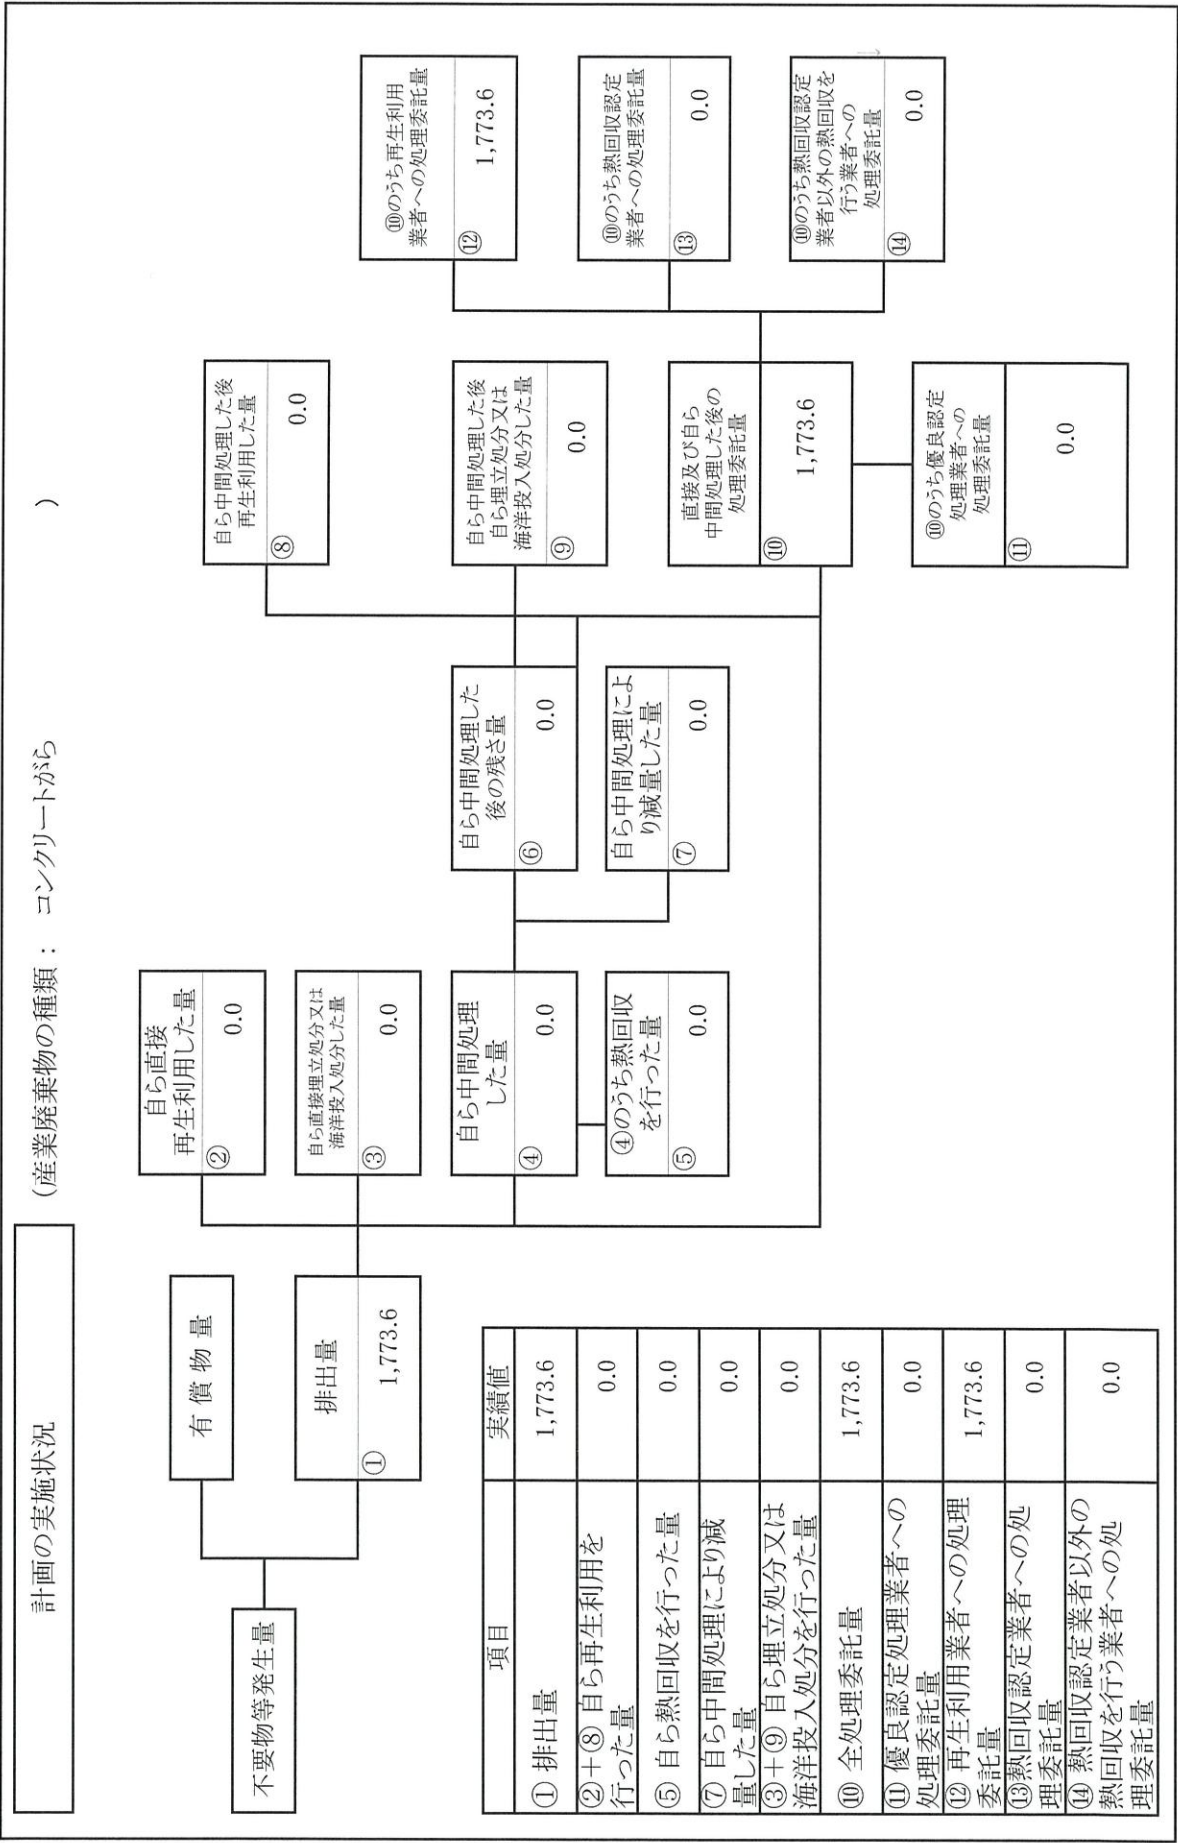 計画の実施状況
(産業廃棄物の種類： コンクリートがら )
不要物等発生量
有 償 物 量
排出量
① 1,773.6
自ら直接
再生利用した量
② 0.0
自ら直接埋立処分又は
海洋投入処分した量
③ 0.0
自ら中間処理
した量
④ 0.0
④のうち熱回収
を行った量
⑤ 0.0
自ら中間処理した
後の残さ量
⑥ 0.0
自ら中間処理によ
り減量した量
⑦ 0.0
自ら中間処理した後
再生利用した量
⑧ 0.0
自ら中間処理した後
自ら埋立処分又は
海洋投入処分した量
⑨ 0.0
直接及び自ら
中間処理した後の
処理委託量
⑩ 1,773.6
⑩のうち優良認定
処理業者への
処理委託量
⑪ 0.0
⑩のうち再生利用
業者への処理委託量
⑫ 1,773.6
⑩のうち熱回収認定
業者への処理委託量
⑬ 0.0
⑩のうち熱回収認定
業者以外の熱回収を
行う業者への
処理委託量
⑭ 0.0
項目 実績値
① 排出量 1,773.6
②＋⑧ 自ら再生利用を
行った量 0.0
⑤ 自ら熱回収を行った量 0.0
⑦ 自ら中間処理により減
量した量 0.0
③＋⑨ 自ら埋立処分又は
海洋投入処分を行った量 0.0
⑩ 全処理委託量 1,773.6
⑪ 優良認定処理業者への
処理委託量 0.0
⑫ 再生利用業者への処理
委託量 1,773.6
⑬熱回収認定業者への処
理委託量 0.0
⑭ 熱回収認定業者以外の
熱回収を行う業者への処
理委託量 0.0